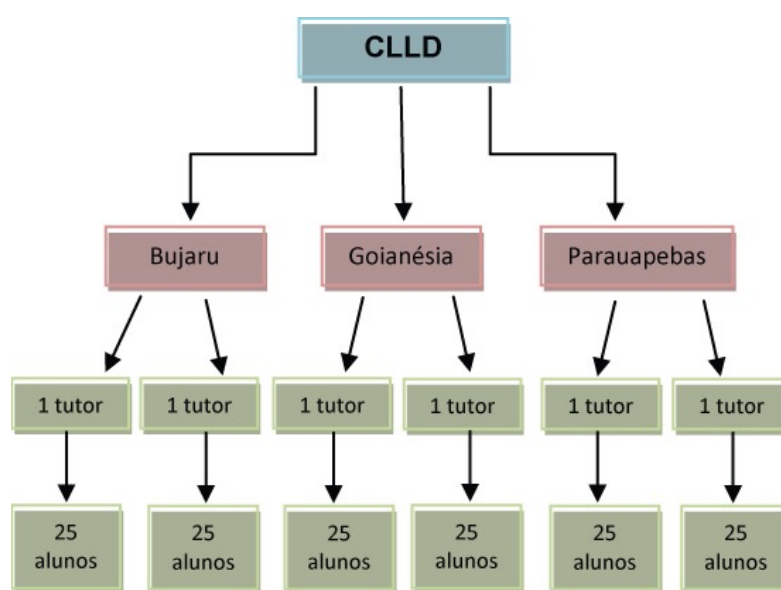 CLLD
Bujaru
Goianésia
Parauapebas
1 tutor
1 tutor
1 tutor
1 tutor
1 tutor
1 tutor
25
alunos
25
alunos
25
alunos
25
alunos
25
alunos
25
alunos